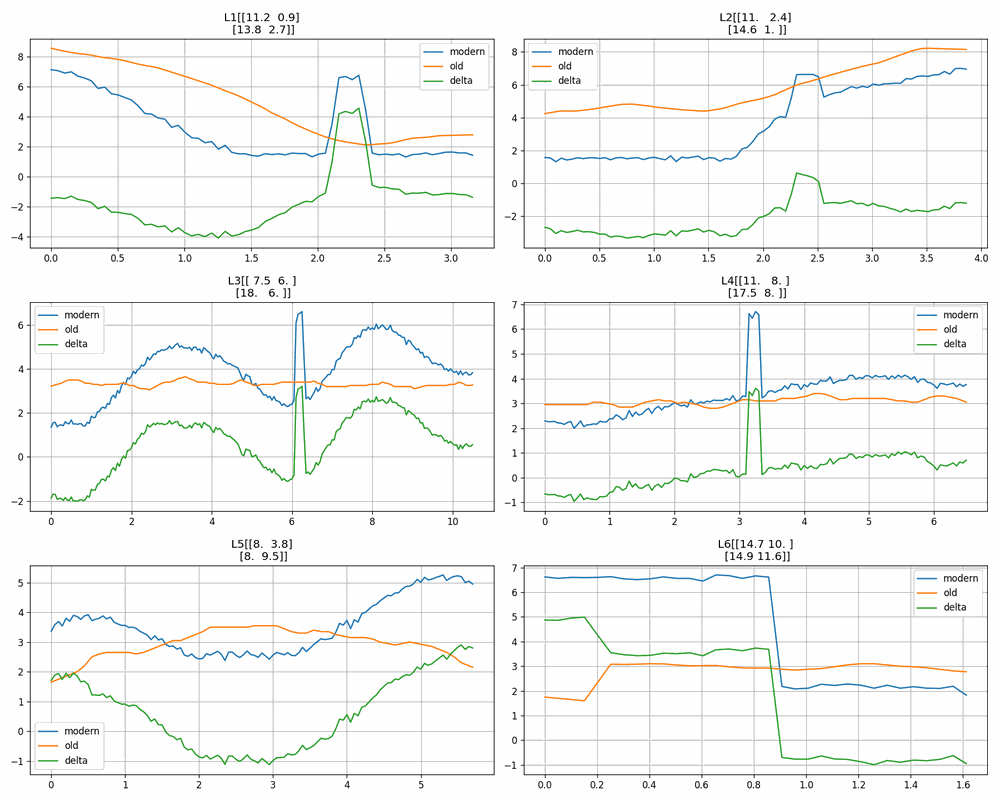 L1[[11.2 0.9]
[13.8 2.7]]
8
6
4
2
0
−2
−4
0.0 0.5 1.0 1.5 2.0 2.5 3.0
modern
old
delta
L2[[11. 2.4]
[14.6 1. ]]
8
6
4
2
0
−2
0.0 0.5 1.0 1.5 2.0 2.5 3.0 3.5 4.0
modern
old
delta
L3[[ 7.5 6. ]
[18. 6. ]]
6
4
2
0
−2
0 2 4 6 8 10
modern
old
delta
L4[[11. 8. ]
[17.5 8. ]]
7
6
5
4
3
2
1
0
−1
0 1 2 3 4 5 6
modern
old
delta
L5[[8. 3.8]
[8. 9.5]]
5
4
3
2
1
0
−1
0 1 2 3 4 5
modern
old
delta
L6[[14.7 10. ]
[14.9 11.6]]
7
6
5
4
3
2
1
0
−1
0.0 0.2 0.4 0.6 0.8 1.0 1.2 1.4 1.6
modern
old
delta